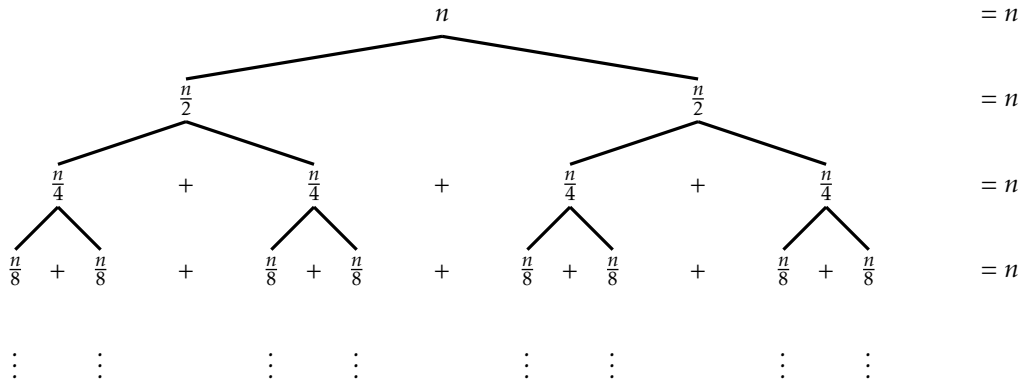 n = n
n/2 n/2 = n
n/4 + n/4 + n/4 + n/4 = n
n/8 + n/8 + n/8 + n/8 + n/8 + n/8 + n/8 + n/8 = n
⋮ ⋮ ⋮ ⋮ ⋮ ⋮ ⋮ ⋮